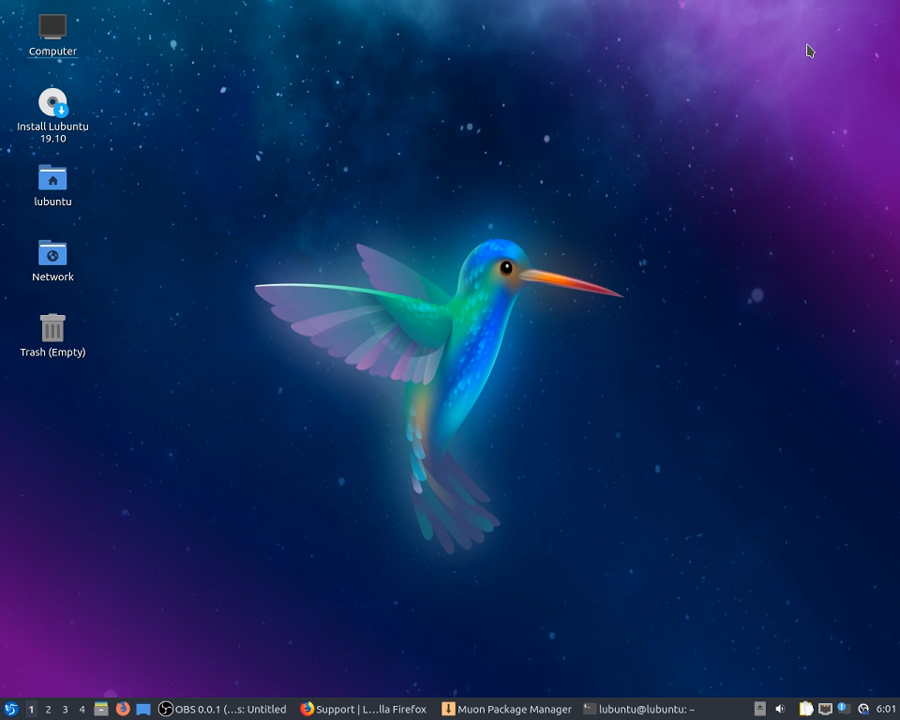 Computer
Install Lubuntu
19.10
lubuntu
Network
Trash (Empty)
1 2 3 4 OBS 0.0.1 (...s: Untitled Support | L...lla Firefox Muon Package Manager lubuntu@lubuntu: ~ 6:01